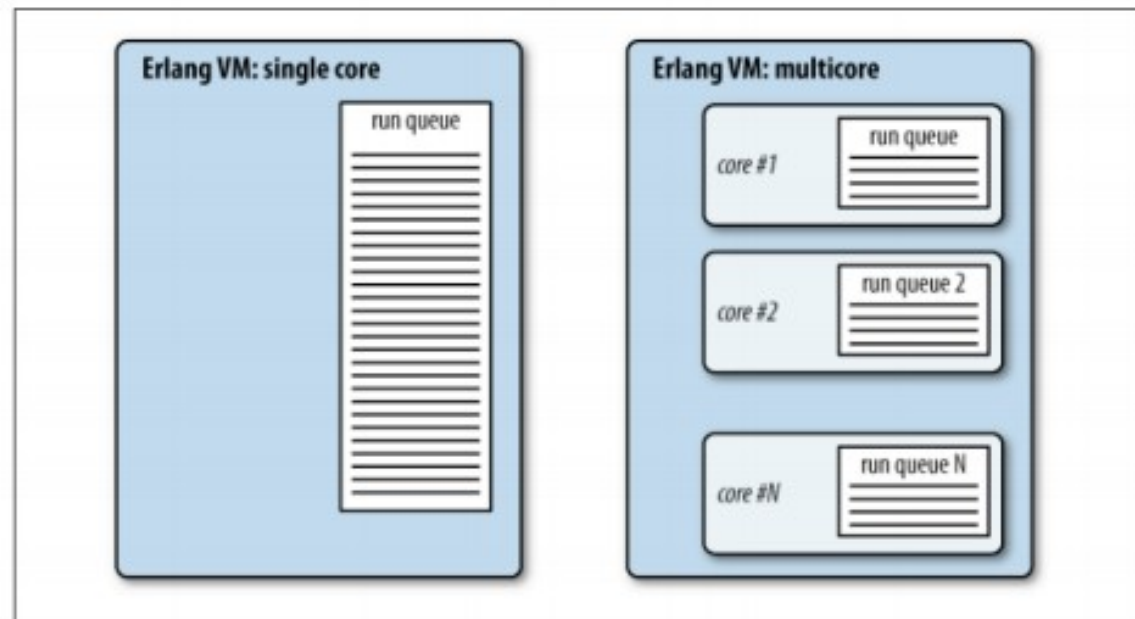 Erlang VM: single core
run queue
Erlang VM: multicore
core #1
run queue
core #2
run queue 2
core #N
run queue N